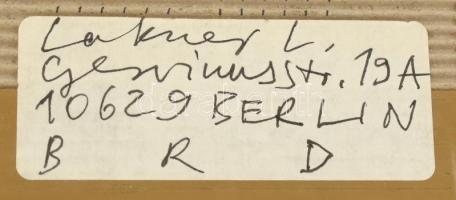 Lakner L.
Gervinusstr. 19A
10629 BERLIN
B R D